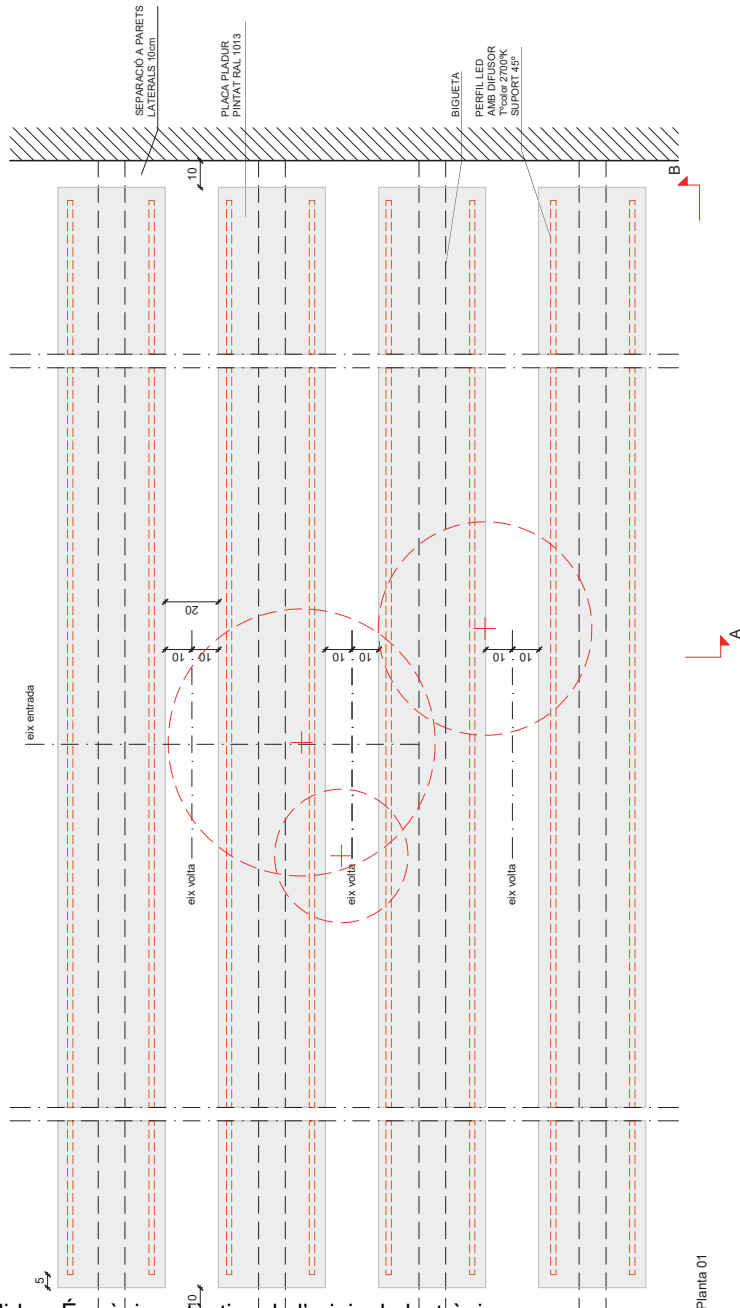 SEPARACIÓ A PARETS
LATERALS 10cm
PLACA PLADUR
PINTAT RAL 1013
BIGUETA
PERFIL LED
AMB DIFUSOR
Tºcolor 2700ºK
SUPORT 45º
10
B
20
10
10
10
10
10
10
A
eix entrada
eix volta
eix volta
eix volta
5
10
Planta 01